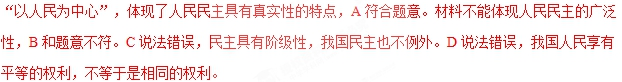 “以人民为中心”，体现了人民民主具有真实性的特点，A 符合题意。材料不能体现人民民主的广泛
性，B 和题意不符。C 说法错误，民主具有阶级性，我国民主也不例外。D 说法错误，我国人民享有
平等的权利，不等于是相同的权利。